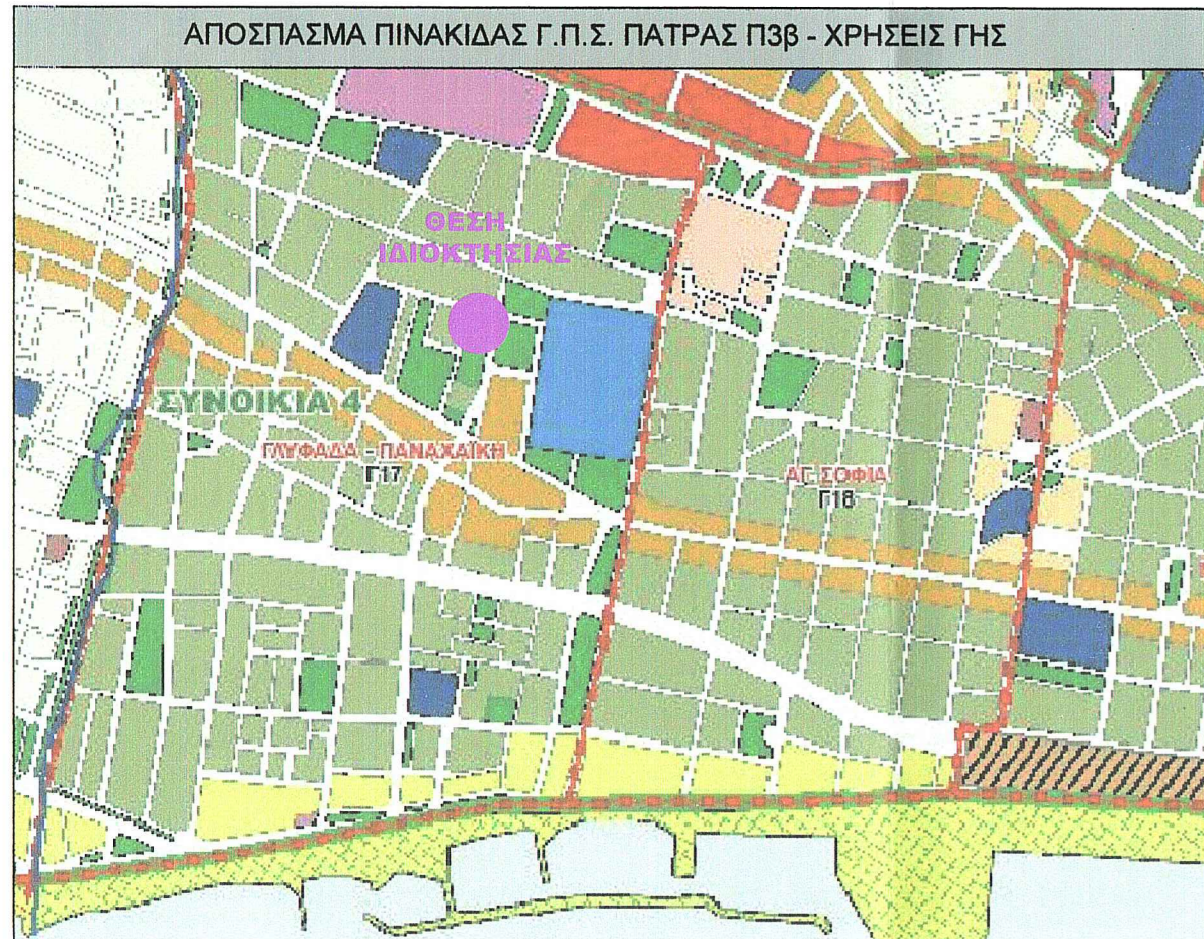 ΑΠΟΣΠΑΣΜΑ ΠΙΝΑΚΙΔΑΣ Γ.Π.Σ. ΠΑΤΡΑΣ Π3β - ΧΡΗΣΕΙΣ ΓΗΣ
ΘΕΣΗ
ΙΔΙΟΚΤΗΣΙΑΣ
ΣΥΝΟΙΚΙΑ 4
ΓΛΥΦΑΔΑ - ΠΑΝΑΧΑΪΚΗ
Γ17
ΑΓ. ΣΟΦΙΑ
Γ18